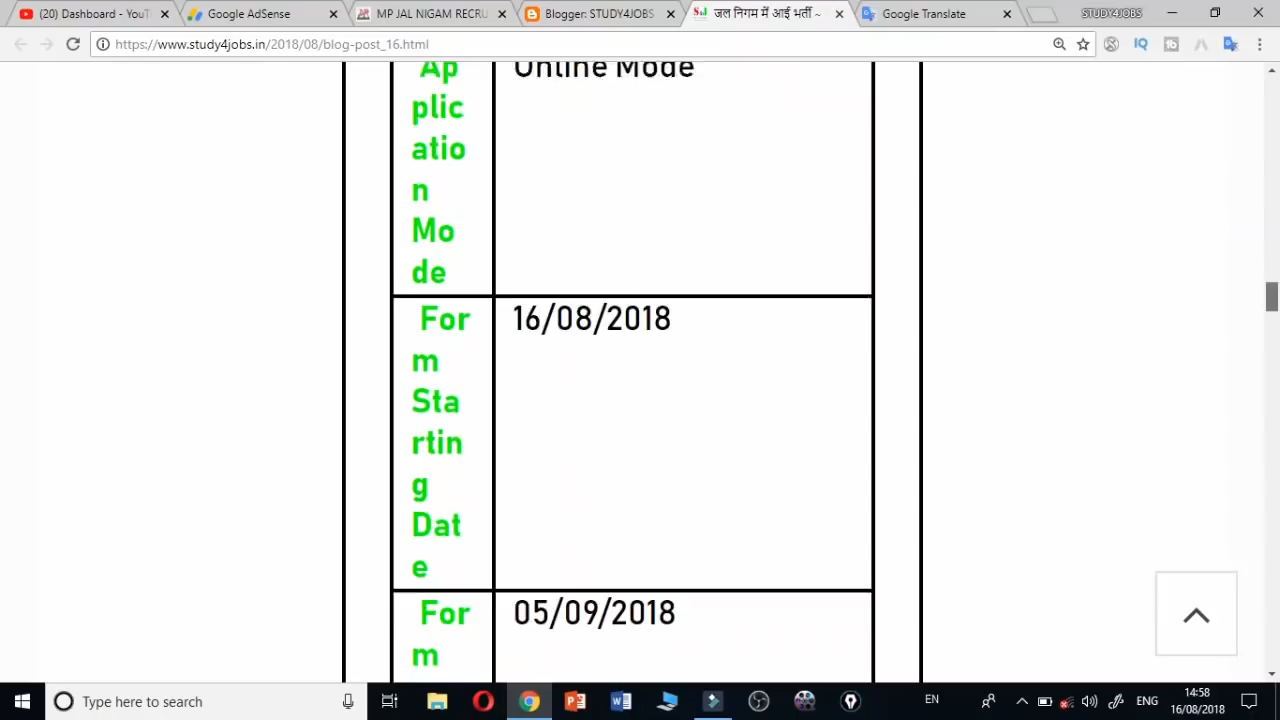 (20) Dashboard - YouT
Google AdSense
MP JAL NIGAM RECRU
Blogger: STUDY4JOBS
जल निगम में आई भर्ती ~
Google Translate
STUDY4JOBS
https://www.study4jobs.in/2018/08/blog-post_16.html
Ap
plic
atio
n
Mo
de
Online Mode
For
m
Sta
rtin
g
Dat
e
16/08/2018
For
m
05/09/2018
Type here to search
EN
ENG
14:58
16/08/2018